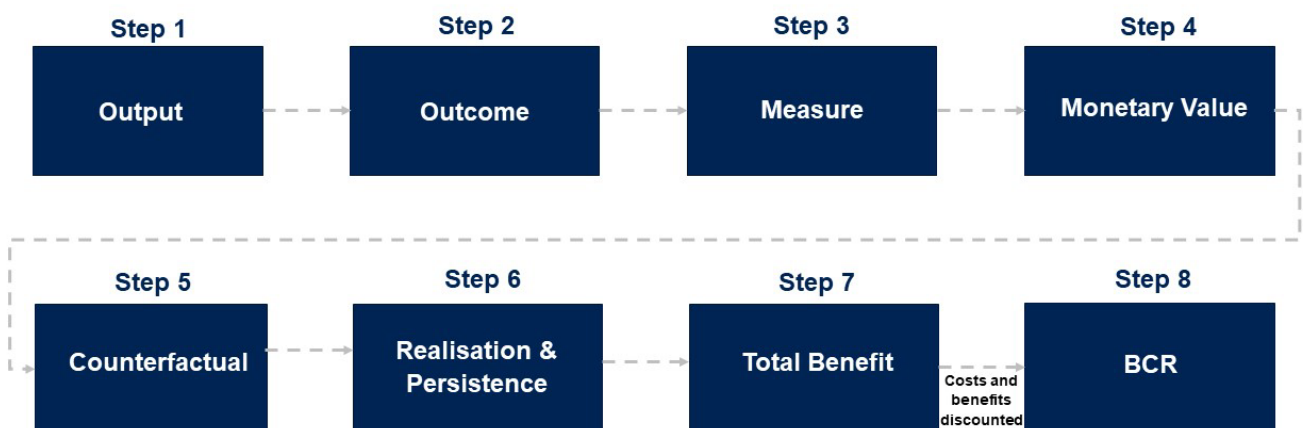 Step 1
Step 2
Step 3
Step 4
Output
Outcome
Measure
Monetary Value
Step 5
Step 6
Step 7
Step 8
Counterfactual
Realisation &
Persistence
Total Benefit
Costs and
benefits
discounted
BCR